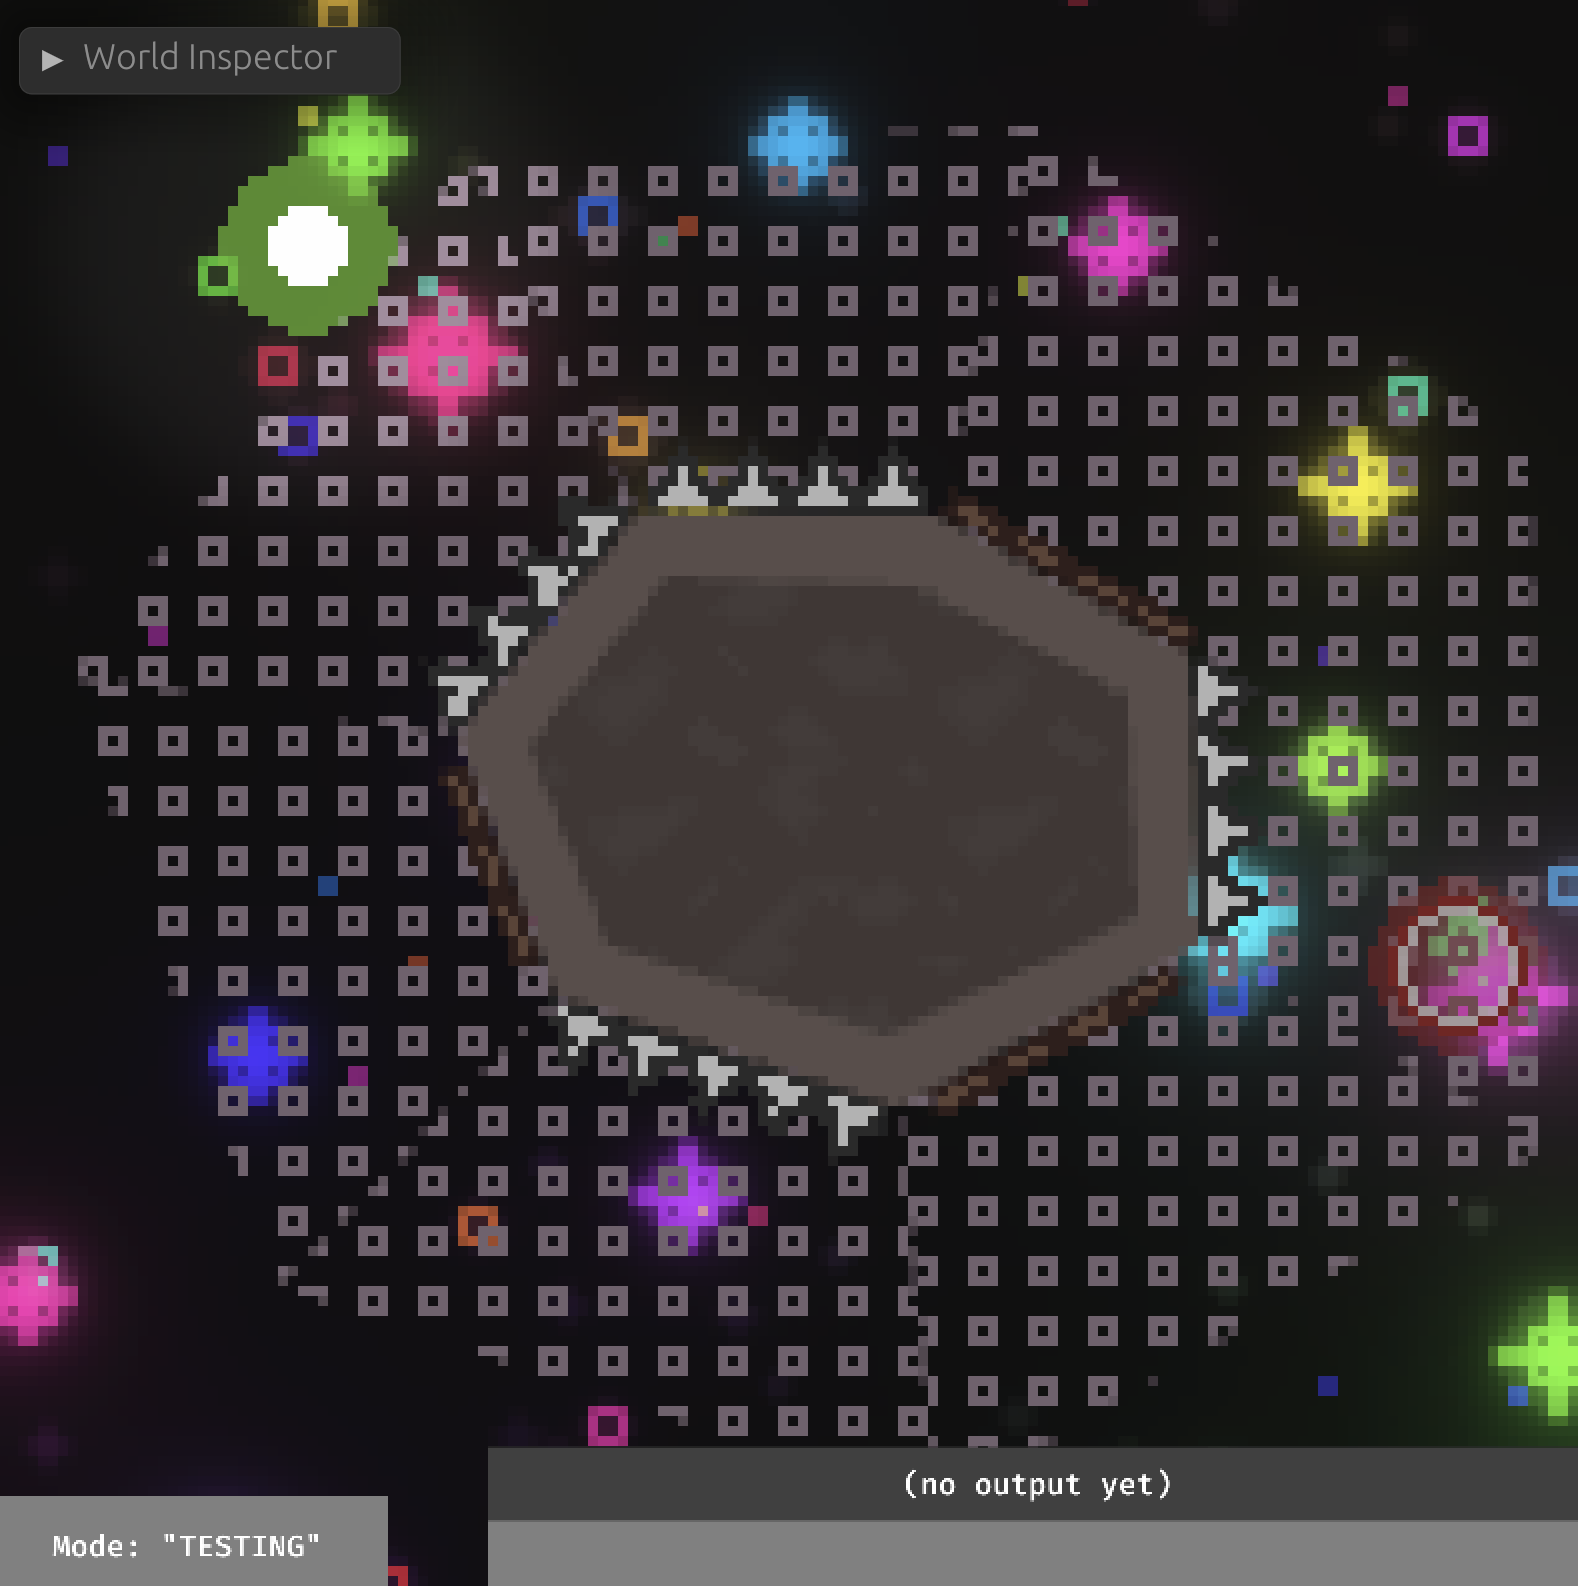 ▶ World Inspector
(no output yet)
Mode: "TESTING"